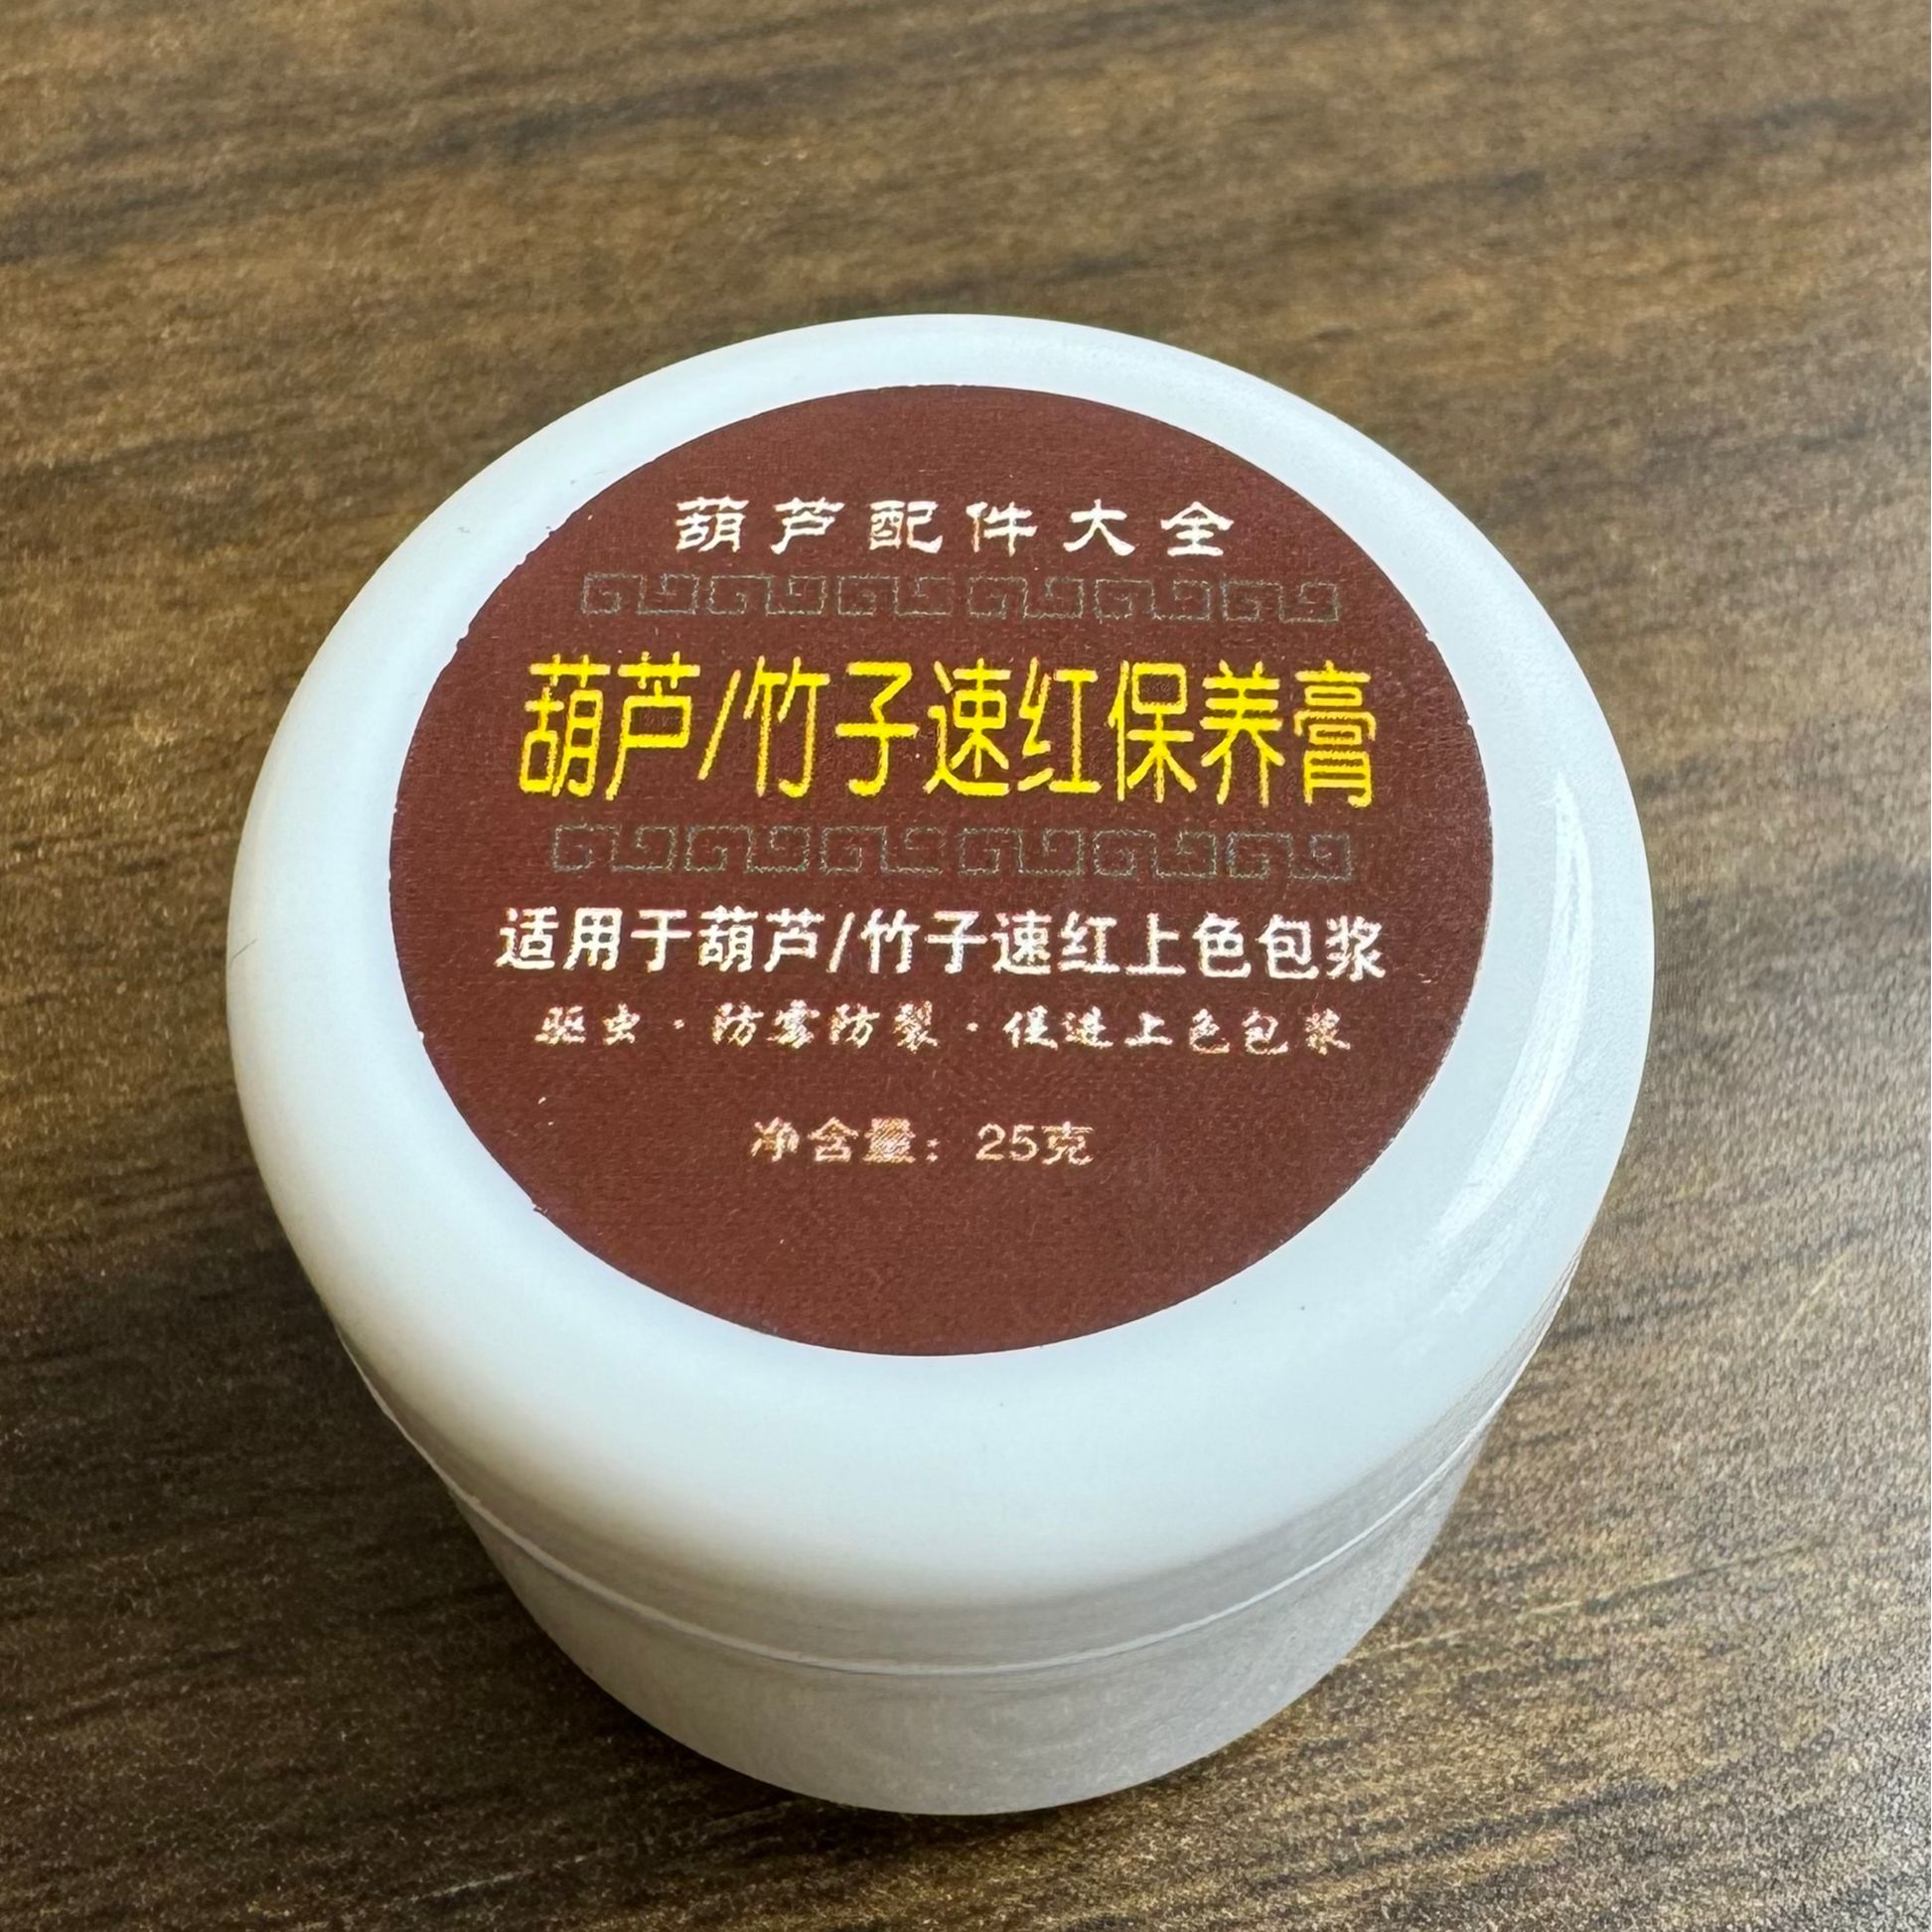 葫芦配件大全
葫芦/竹子速红保养膏
适用于葫芦/竹子速红上色包浆
驱虫·防雾防裂·促进上色包浆
净含量：25克